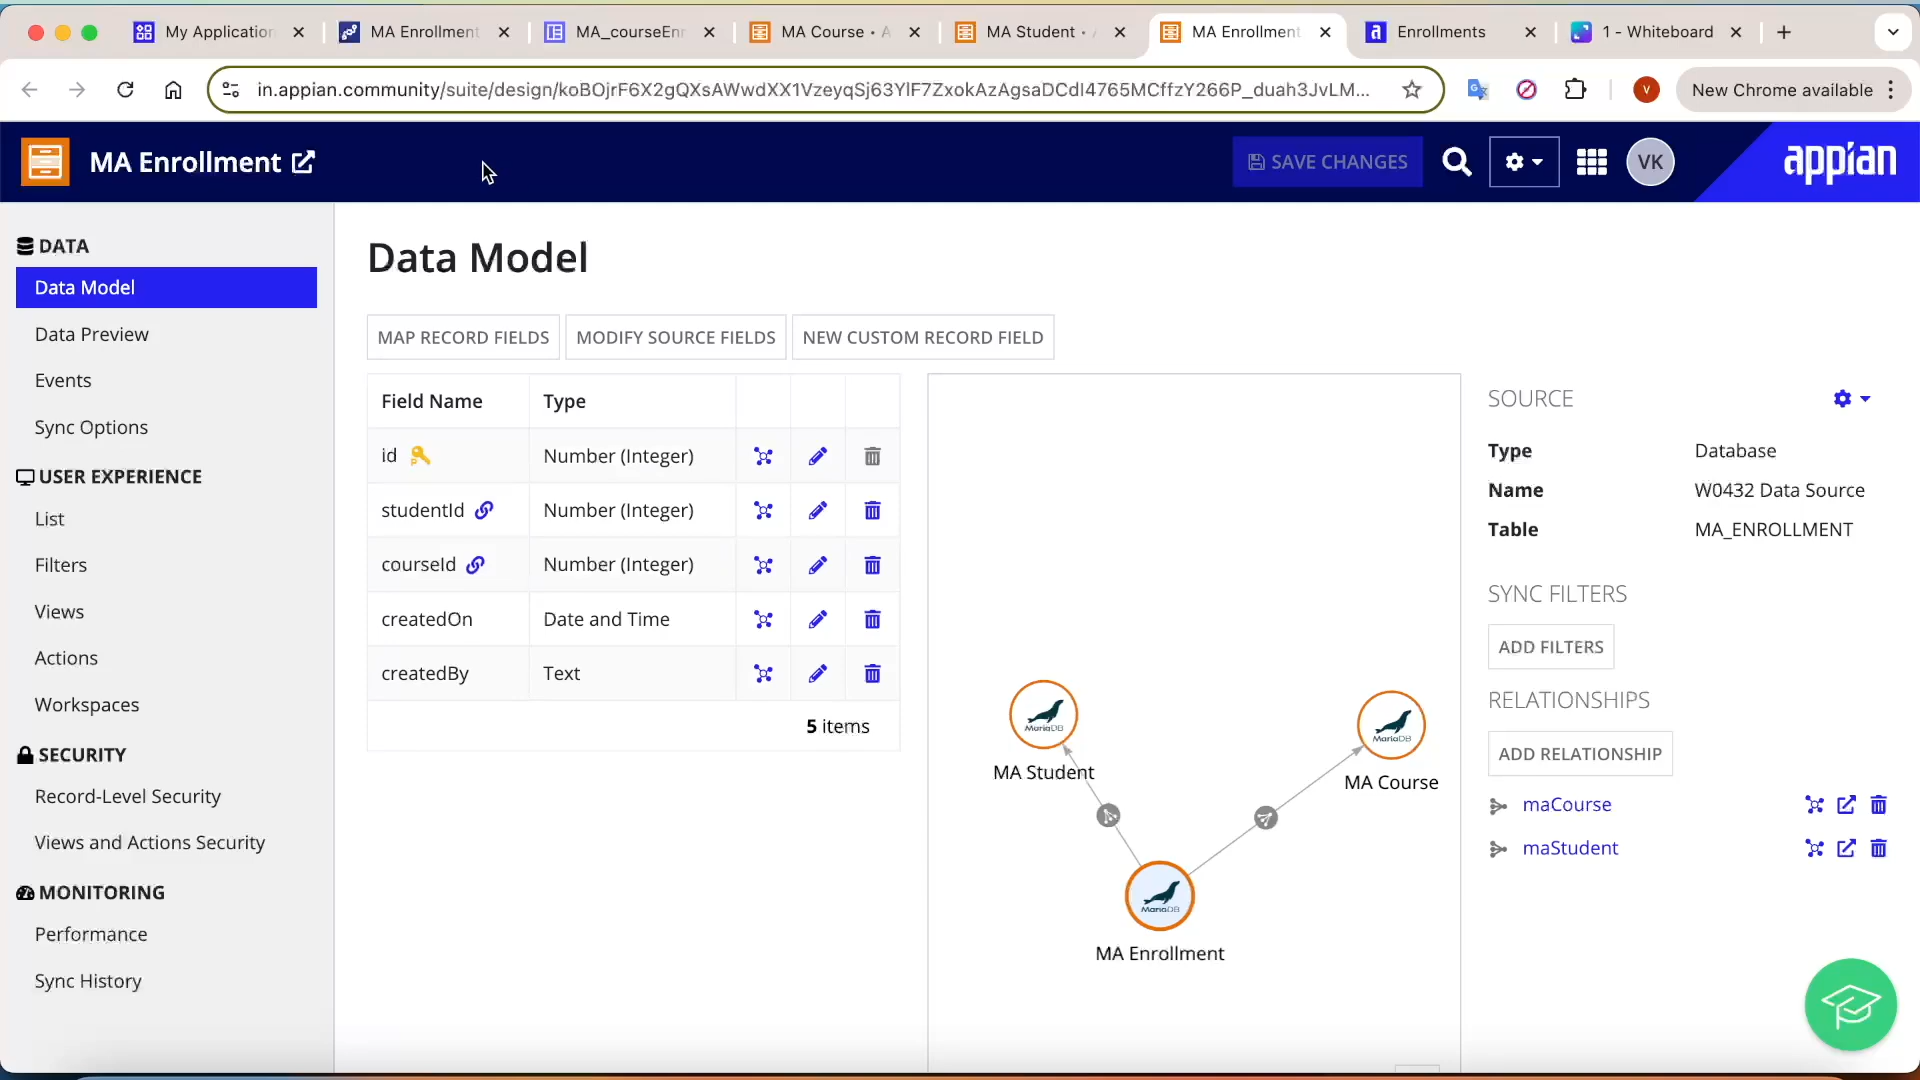 My Application
MA Enrollment
MA_courseEnr
MA Course • A
MA Student • A
MA Enrollment
Enrollments
1 - Whiteboard
in.appian.community/suite/design/koBOjrF6X2gQXsAWwdXX1VzeyqSj63YlF7ZxokAzAgsaDCdI4765MCffzY266P_duah3JvLM...
V
New Chrome available
MA Enrollment
SAVE CHANGES
VK
appian
DATA
Data Model
Data Preview
Events
Sync Options
USER EXPERIENCE
List
Filters
Views
Actions
Workspaces
SECURITY
Record-Level Security
Views and Actions Security
MONITORING
Performance
Sync History
Data Model
MAP RECORD FIELDS
MODIFY SOURCE FIELDS
NEW CUSTOM RECORD FIELD
Field Name Type
id Number (Integer)
studentId Number (Integer)
courseId Number (Integer)
createdOn Date and Time
createdBy Text
5 items
MariaDB
MA Student
MariaDB
MA Course
MariaDB
MA Enrollment
SOURCE
Type Database
Name W0432 Data Source
Table MA_ENROLLMENT
SYNC FILTERS
ADD FILTERS
RELATIONSHIPS
ADD RELATIONSHIP
maCourse
maStudent